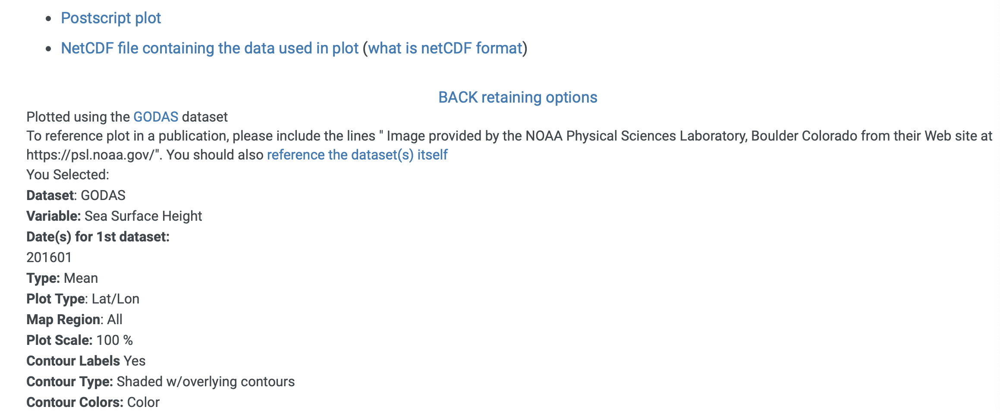 Postscript plot
NetCDF file containing the data used in plot (what is netCDF format)
BACK retaining options
Plotted using the GODAS dataset
To reference plot in a publication, please include the lines " Image provided by the NOAA Physical Sciences Laboratory, Boulder Colorado from their Web site at
https://psl.noaa.gov/". You should also reference the dataset(s) itself
You Selected:
Dataset: GODAS
Variable: Sea Surface Height
Date(s) for 1st dataset:
201601
Type: Mean
Plot Type: Lat/Lon
Map Region: All
Plot Scale: 100 %
Contour Labels Yes
Contour Type: Shaded w/overlying contours
Contour Colors: Color